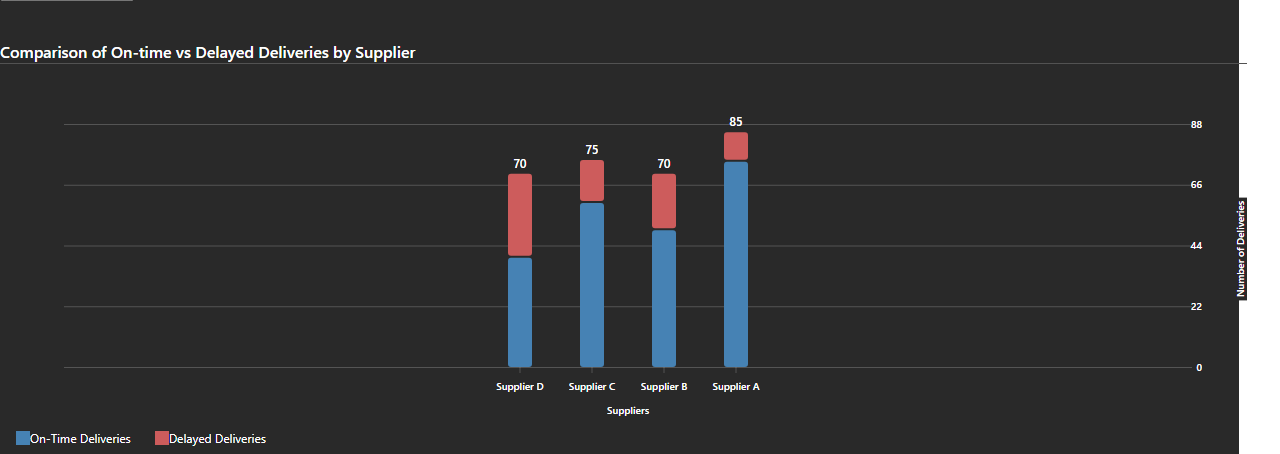 Comparison of On-time vs Delayed Deliveries by Supplier
85
75
70
70
88
66
44
22
0
Number of Deliveries
Supplier D
Supplier C
Supplier B
Supplier A
Suppliers
On-Time Deliveries
Delayed Deliveries